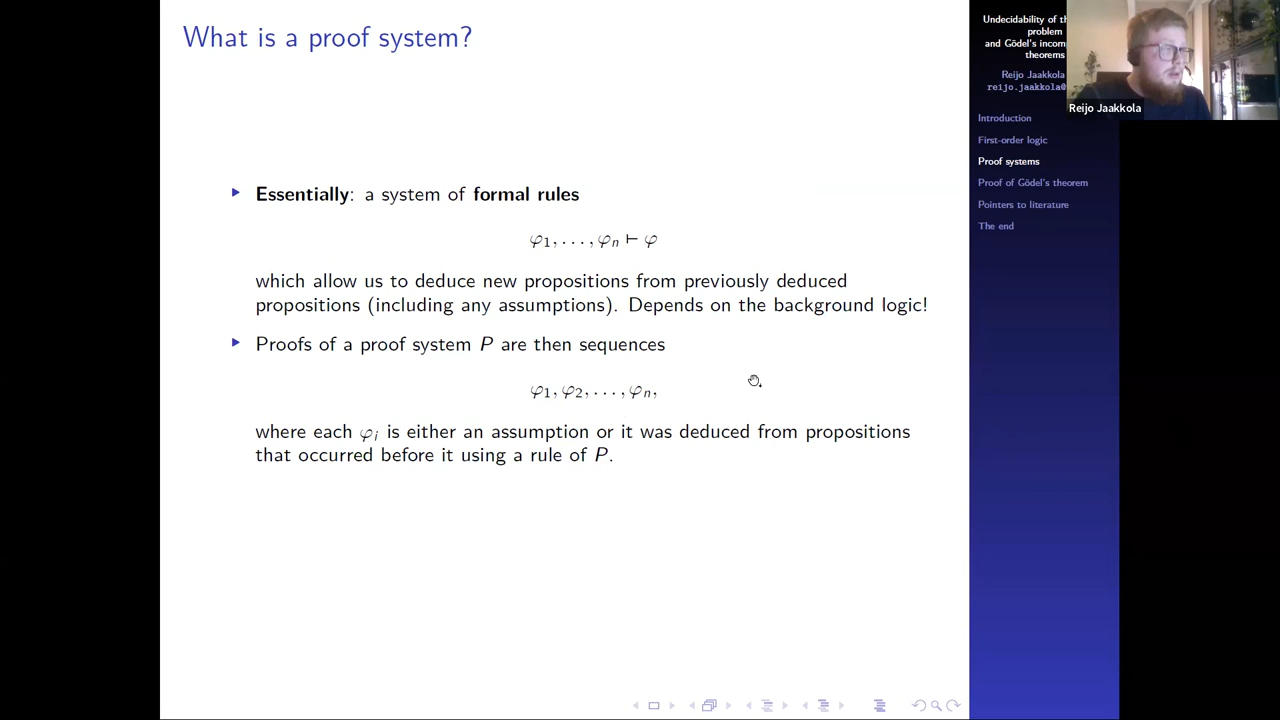 What is a proof system?
Essentially: a system of formal rules
φ₁, . . . , φₙ ⊢ φ
which allow us to deduce new propositions from previously deduced
propositions (including any assumptions). Depends on the background logic!
Proofs of a proof system P are then sequences
φ₁, φ₂, . . . , φₙ,
where each φᵢ is either an assumption or it was deduced from propositions
that occurred before it using a rule of P.
Undecidability of
problem
and Gödel's
theorems
Reijo Jaakkola
reijo.jaakkola@
Reijo Jaakkola
Introduction
First-order logic
Proof systems
Proof of Gödel's theorem
Pointers to literature
The end